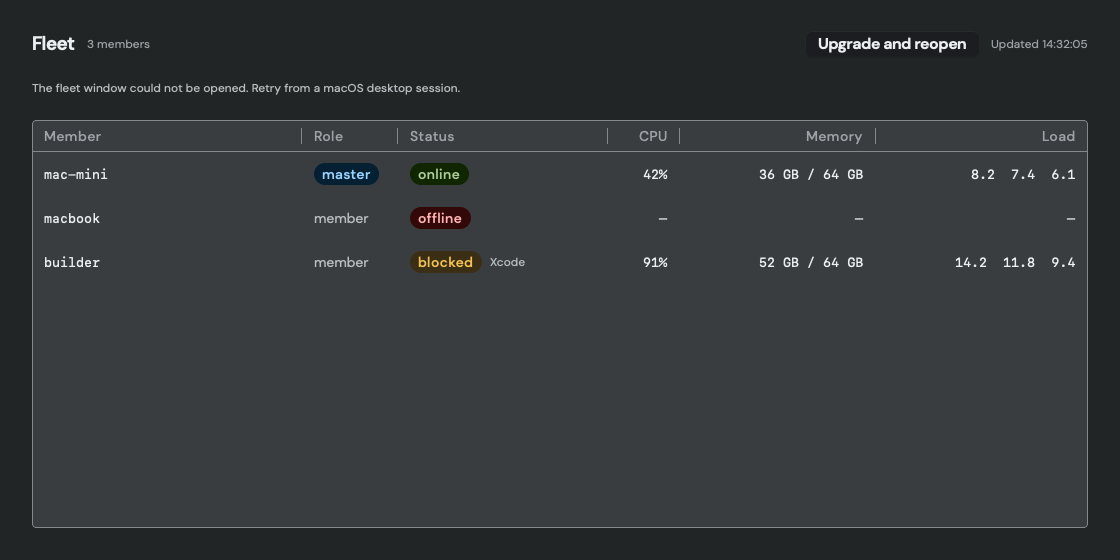 Fleet 3 members Upgrade and reopen Updated 14:32:05
The fleet window could not be opened. Retry from a macOS desktop session.
Member Role Status CPU Memory Load
mac-mini master online 42% 36 GB / 64 GB 8.2 7.4 6.1
macbook member offline — — —
builder member blocked Xcode 91% 52 GB / 64 GB 14.2 11.8 9.4